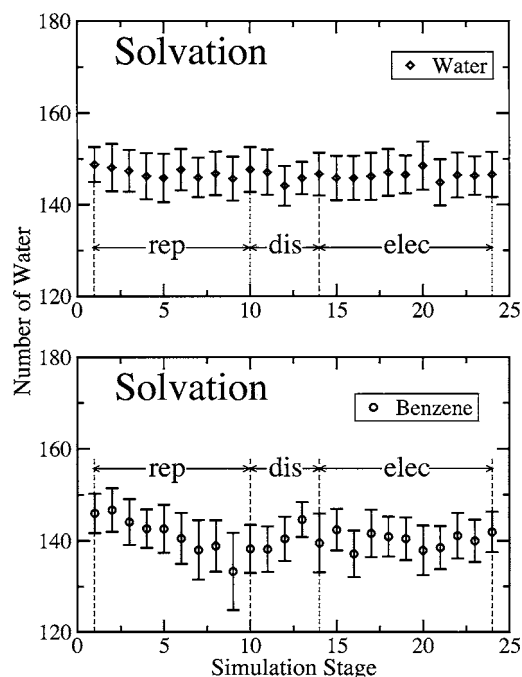 180
Solvation
Water
160
140
rep dis elec
120
0 5 10 15 20 25
Number of Water
180
Solvation
Benzene
160
rep dis elec
140
120
0 5 10 15 20 25
Simulation Stage